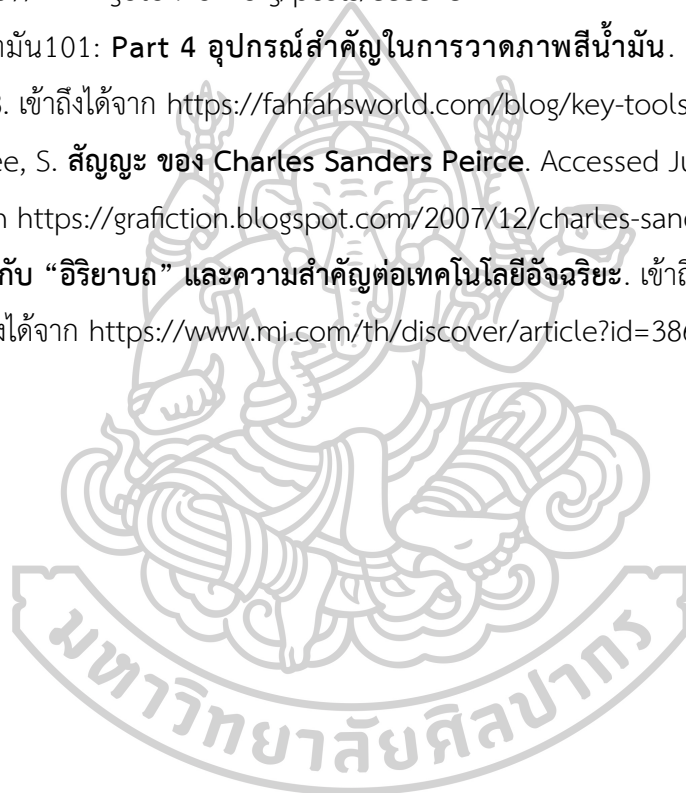 ามัน101: Part 4 อุปกรณ์สำคัญในการวาดภาพสีน้ำมัน.
. เข้าถึงได้จาก https://fahfahsworld.com/blog/key-tools
ee, S. สัญญะ ของ Charles Sanders Peirce. Accessed Ju
https://grafiction.blogspot.com/2007/12/charles-sand
กับ “อิริยาบถ” และความสำคัญต่อเทคโนโลยีอัจฉริยะ. เข้าถึ
งได้จาก https://www.mi.com/th/discover/article?id=386
มหาวิทยาลัยศิลปากร